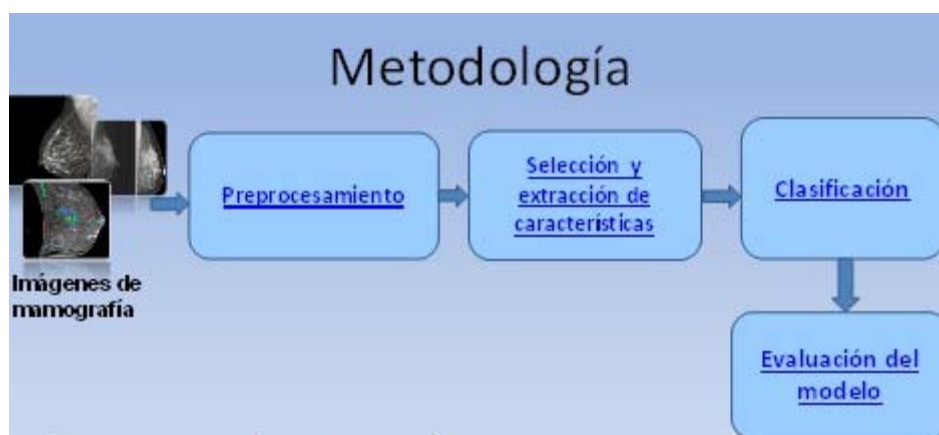 Metodología
Imágenes de
mamografía
Preprocesamiento
Selección y
extracción de
características
Clasificación
Evaluación del
modelo